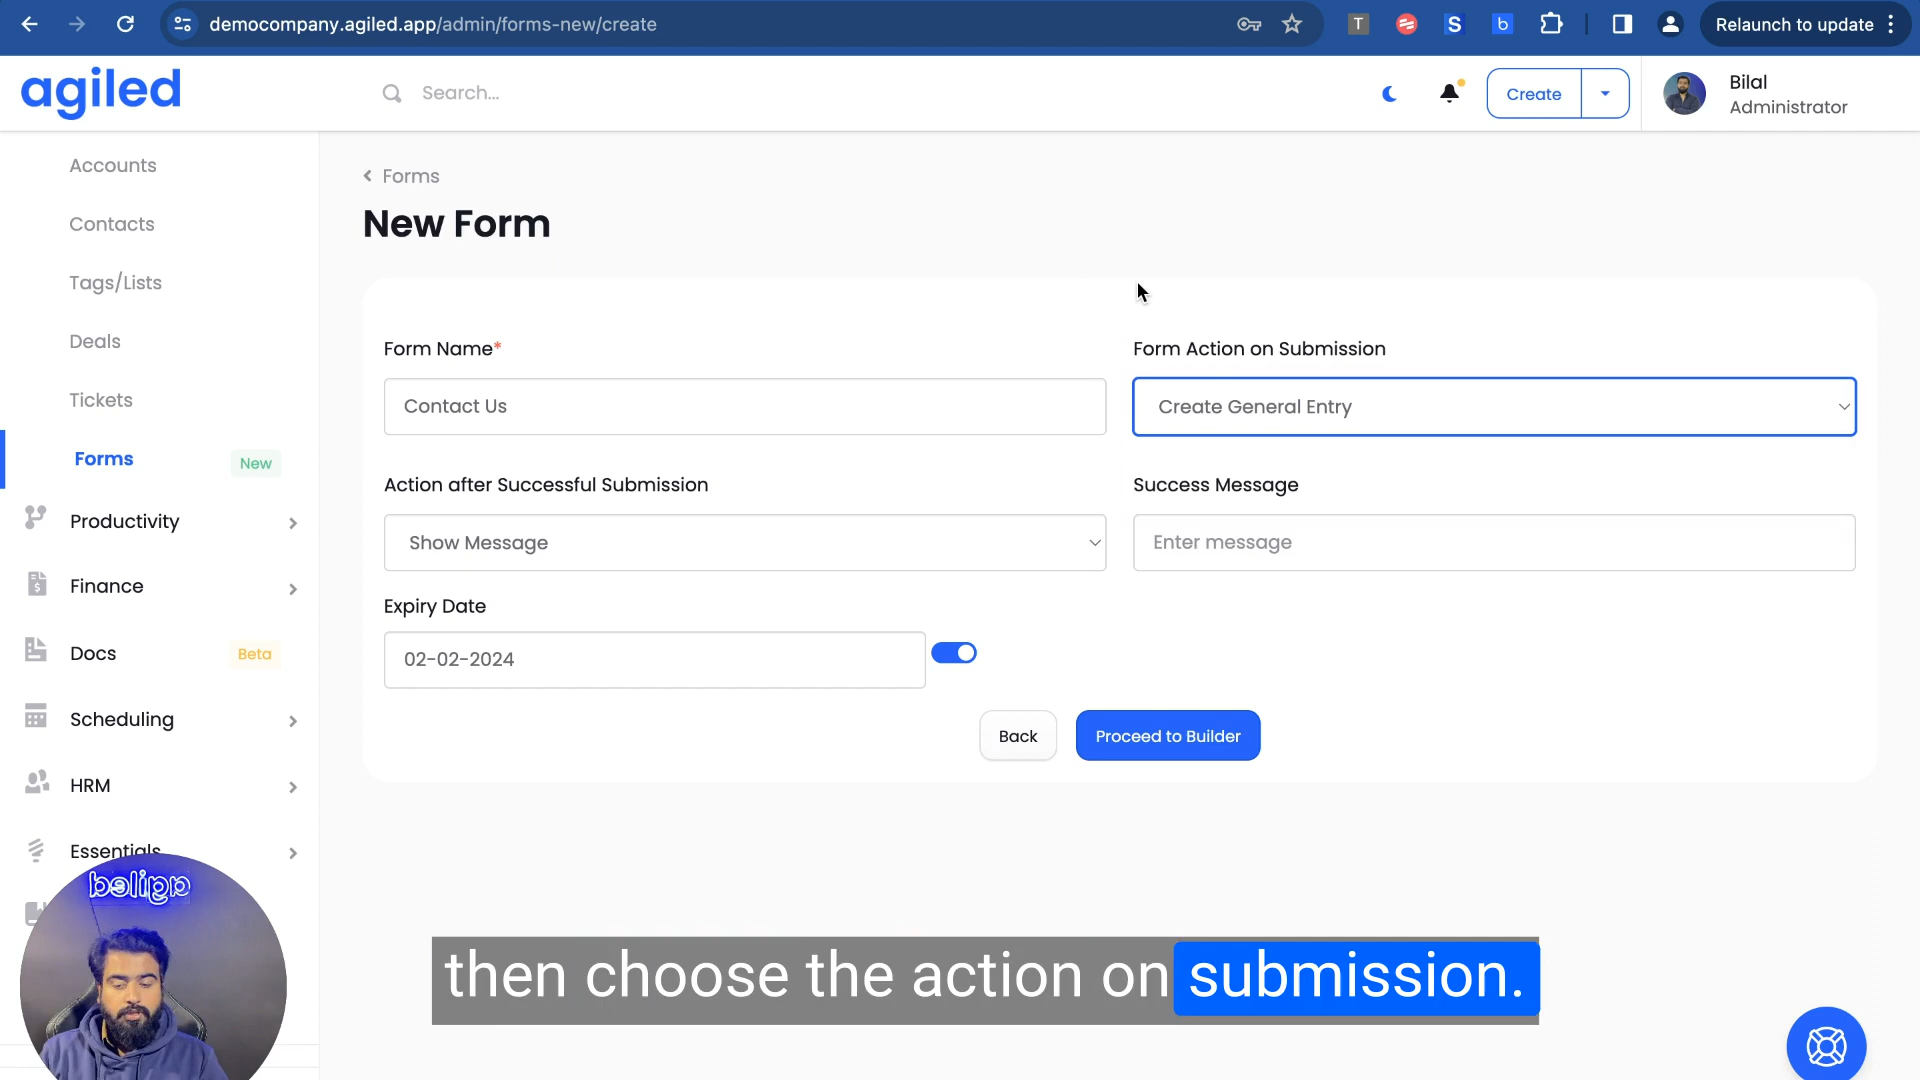 democompany.agiled.app/admin/forms-new/create
T
S
b
Relaunch to update
agiled
Search...
Create
Bilal
Administrator
Accounts
Contacts
Tags/Lists
Deals
Tickets
Forms
New
Productivity
Finance
Docs
Beta
Scheduling
HRM
Essentials
Forms
New Form
Form Name*
Contact Us
Form Action on Submission
Create General Entry
Action after Successful Submission
Show Message
Success Message
Enter message
Expiry Date
02-02-2024
Back
Proceed to Builder
agiled
then choose the action on submission.